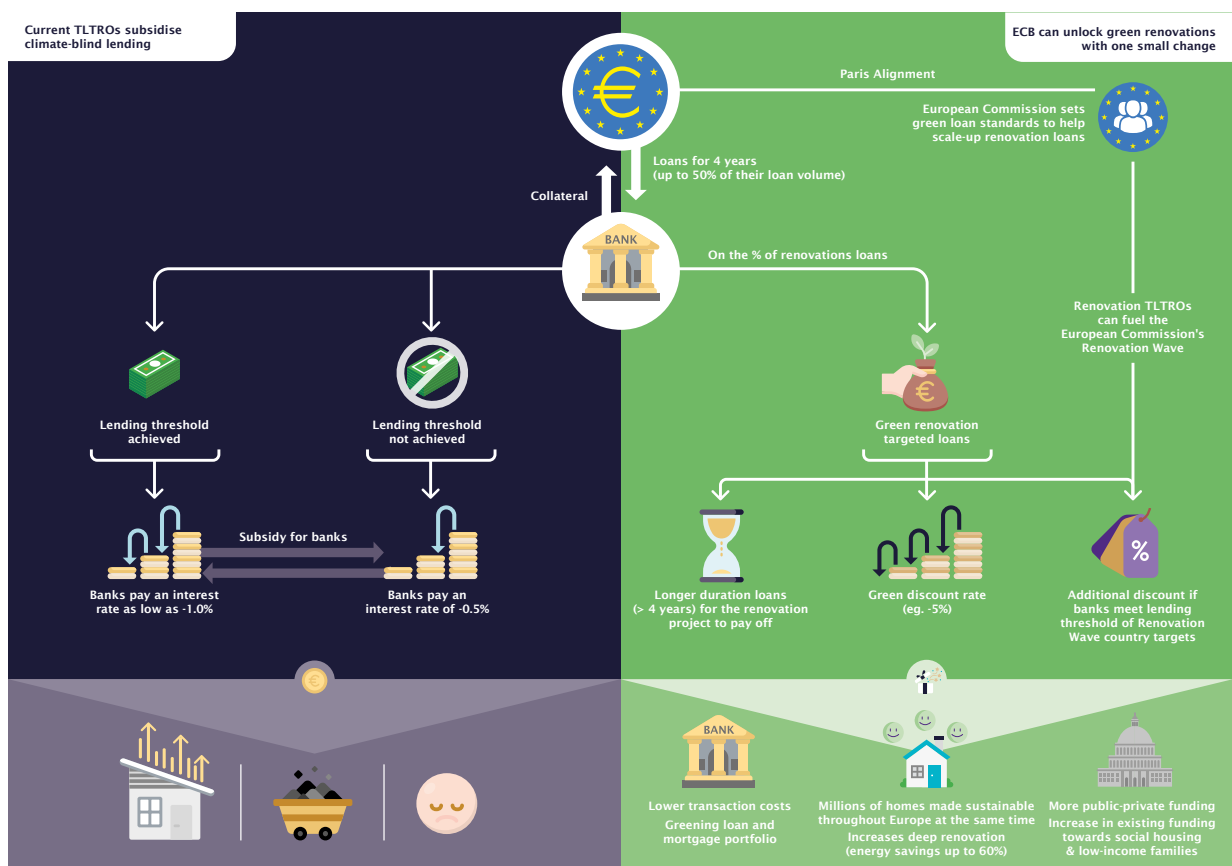 Current TLTROs subsidise
climate-blind lending
ECB can unlock green renovations
with one small change
Paris Alignment
European Commission sets
green loan standards to help
scale-up renovation loans
Loans for 4 years
(up to 50% of their loan volume)
Collateral
BANK
On the % of renovations loans
Renovation TLTROs
can fuel the
European Commission's
Renovation Wave
Lending threshold
achieved
Lending threshold
not achieved
Green renovation
targeted loans
Subsidy for banks
%
Banks pay an interest
rate as low as -1.0%
Banks pay an
interest rate of -0.5%
Longer duration loans
(> 4 years) for the renovation
project to pay off
Green discount rate
(eg. -5%)
Additional discount if
banks meet lending
threshold of Renovation
Wave country targets
BANK
Lower transaction costs
Greening loan and
mortgage portfolio
Millions of homes made sustainable
throughout Europe at the same time
Increases deep renovation
(energy savings up to 60%)
More public-private funding
Increase in existing funding
towards social housing
& low-income families